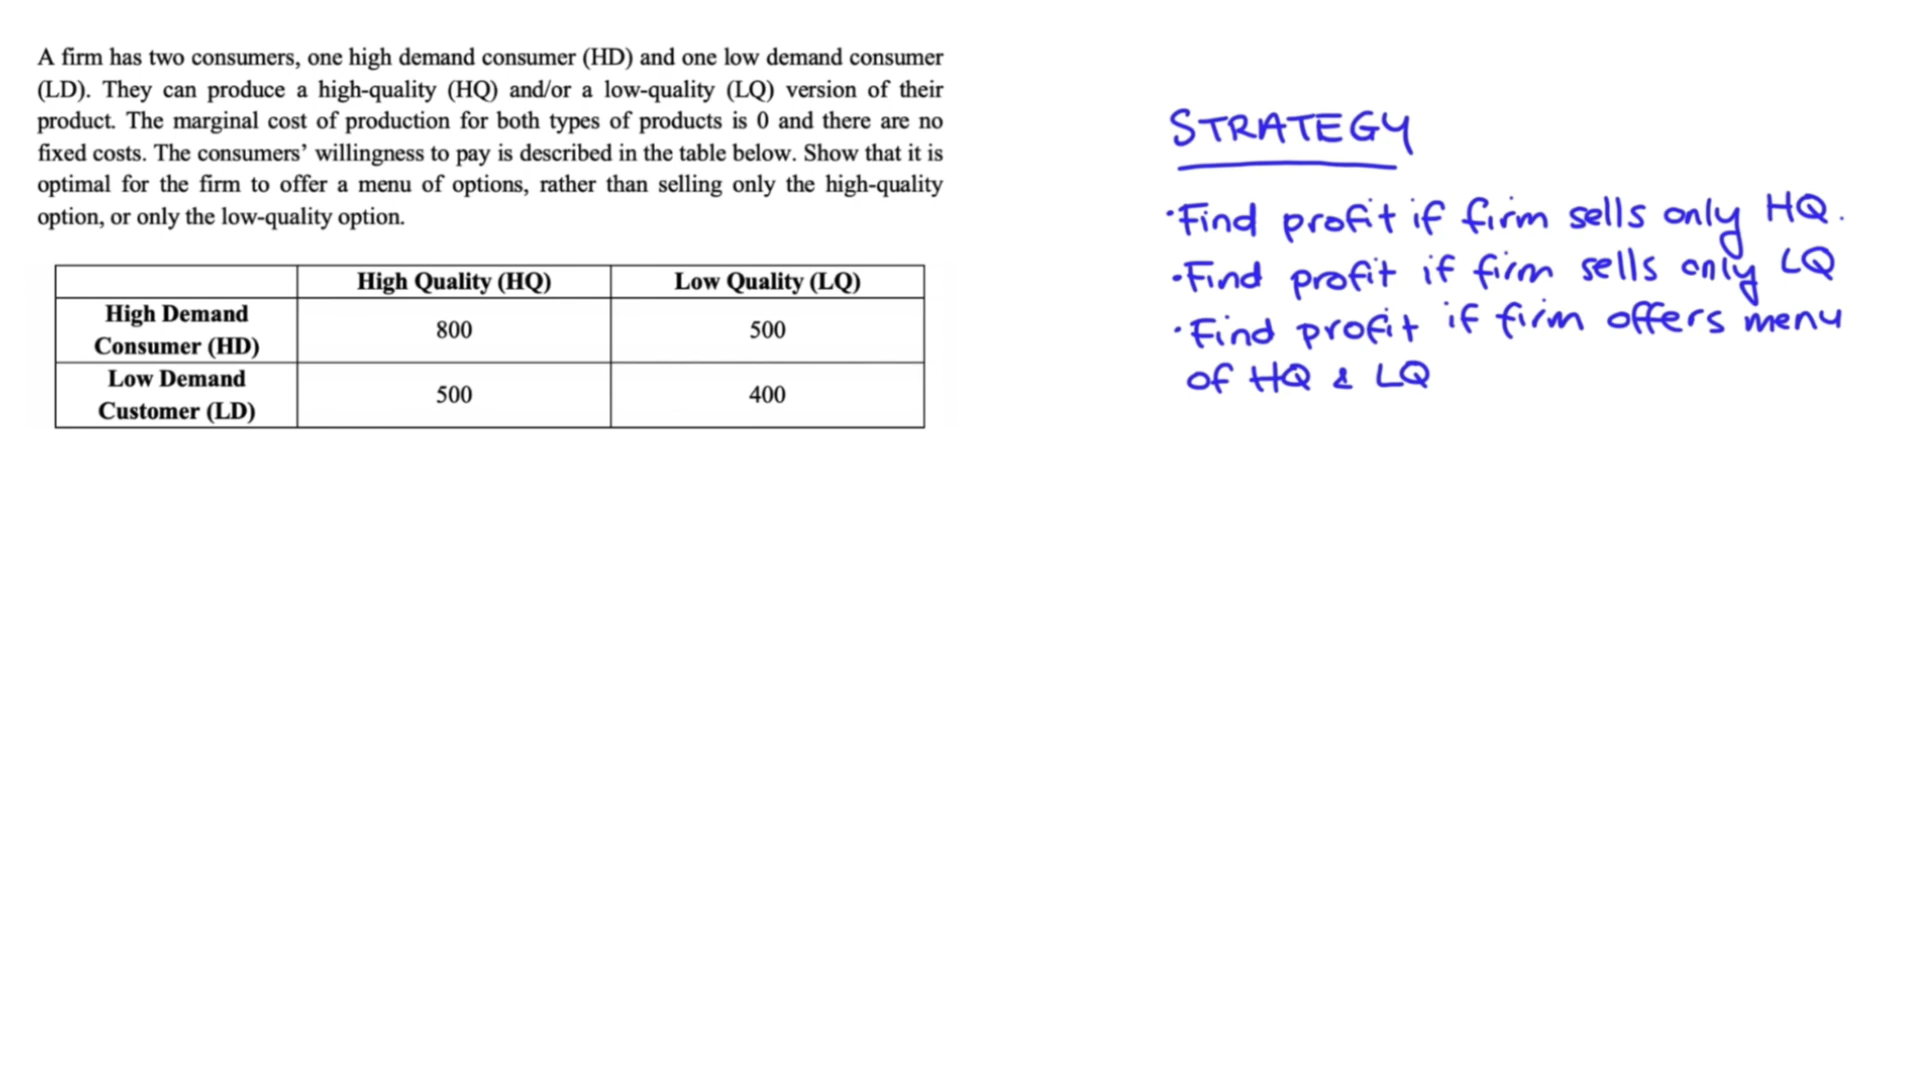 A firm has two consumers, one high demand consumer (HD) and one low demand consumer
(LD). They can produce a high-quality (HQ) and/or a low-quality (LQ) version of their
product. The marginal cost of production for both types of products is 0 and there are no
fixed costs. The consumers' willingness to pay is described in the table below. Show that it is
optimal for the firm to offer a menu of options, rather than selling only the high-quality
option, or only the low-quality option.
High Quality (HQ) Low Quality (LQ)
High Demand
Consumer (HD) 800 500
Low Demand
Customer (LD) 500 400
STRATEGY
·Find profit if firm sells only HQ.
·Find profit if firm sells only LQ
·Find profit if firm offers menu
of HQ & LQ